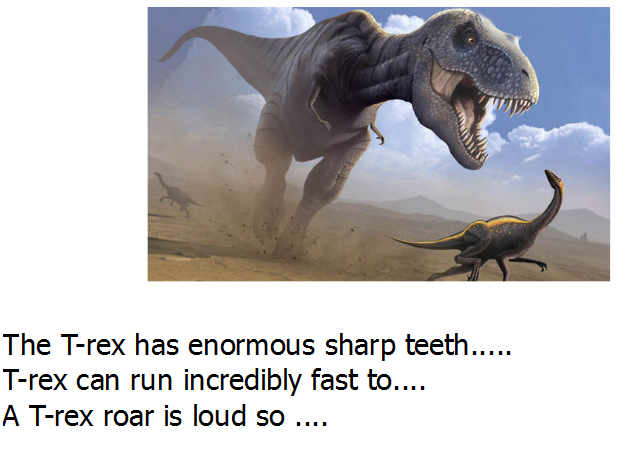 The T-rex has enormous sharp teeth.....
T-rex can run incredibly fast to....
A T-rex roar is loud so ....